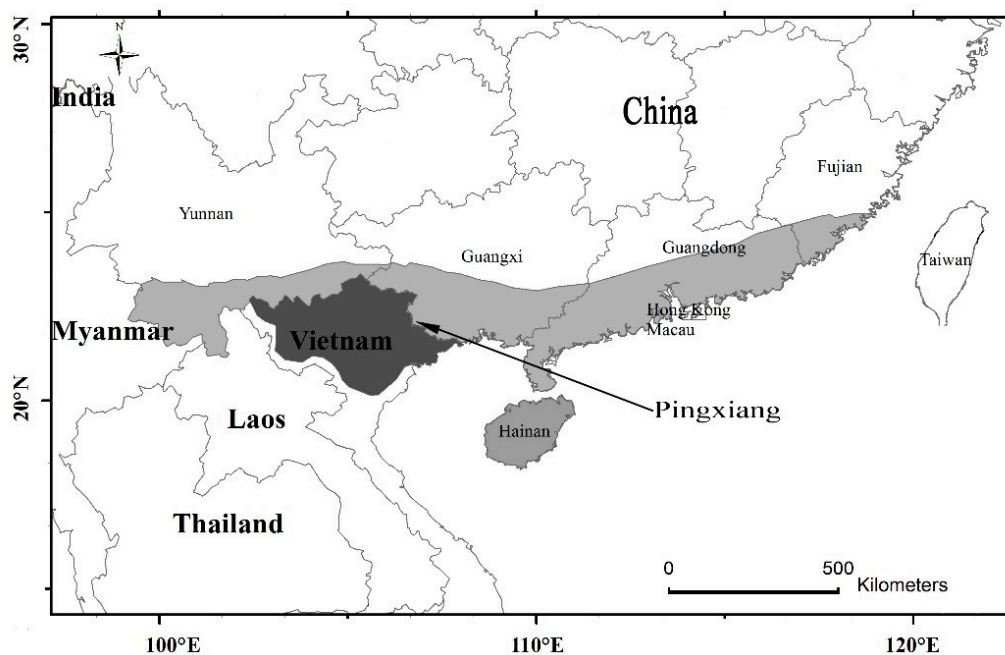 30°N
N
India
China
Fujian
Yunnan
Guangxi
Guangdong
Taiwan
Hong Kong
Macau
Myanmar
Vietnam
20°N
Laos
Pingxiang
Hainan
Thailand
0 500
Kilometers
100°E 110°E 120°E